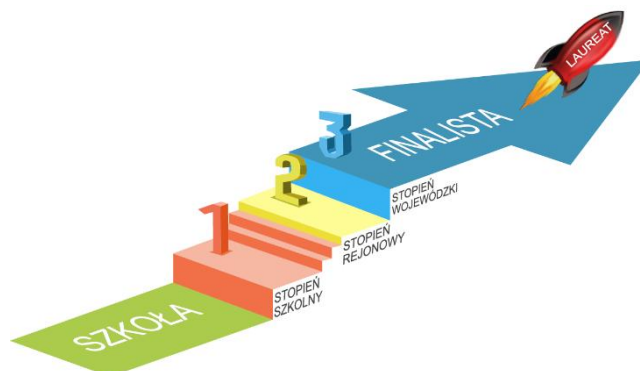 LAUREAT
3
FINALISTA
2
STOPIEŃ
WOJEWÓDZKI
1
STOPIEŃ
REJONOWY
STOPIEŃ
SZKOLNY
SZKOŁA